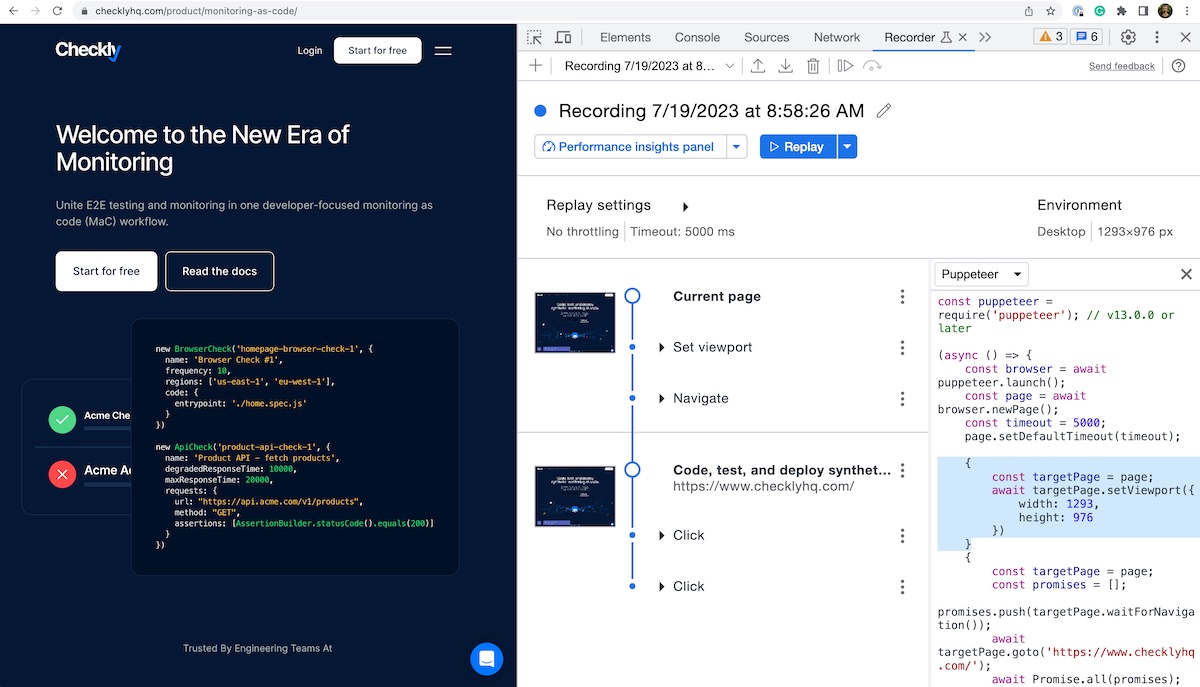 checklyhq.com/product/monitoring-as-code/
Checkly
Login
Start for free
Welcome to the New Era of
Monitoring
Unite E2E testing and monitoring in one developer-focused monitoring as
code (MaC) workflow.
Start for free
Read the docs
Acme Che
Acme Ac
new BrowserCheck('homepage-browser-check-1', {
name: 'Browser Check #1',
frequency: 10,
regions: ['us-east-1', 'eu-west-1'],
code: {
entrypoint: './home.spec.js'
}
})
new ApiCheck('product-api-check-1', {
name: 'Product API - fetch products',
degradedResponseTime: 10000,
maxResponseTime: 20000,
requests: {
url: "https://api.acme.com/v1/products",
method: "GET",
assertions: [AssertionBuilder.statusCode().equals(200)]
}
})
Trusted By Engineering Teams At
Elements
Console
Sources
Network
Recorder
3
6
Recording 7/19/2023 at 8...
Send feedback
Recording 7/19/2023 at 8:58:26 AM
Performance insights panel
Replay
Replay settings
No throttling
Timeout: 5000 ms
Environment
Desktop
1293×976 px
Current page
Set viewport
Navigate
Code, test, and deploy synthet...
https://www.checklyhq.com/
Click
Click
Puppeteer
const puppeteer =
require('puppeteer'); // v13.0.0 or
later
(async () => {
const browser = await
puppeteer.launch();
const page = await
browser.newPage();
const timeout = 5000;
page.setDefaultTimeout(timeout);
{
const targetPage = page;
await targetPage.setViewport({
width: 1293,
height: 976
})
}
{
const targetPage = page;
const promises = [];
promises.push(targetPage.waitForNaviga
tion());
await
targetPage.goto('https://www.checklyhq
.com/');
await Promise.all(promises);